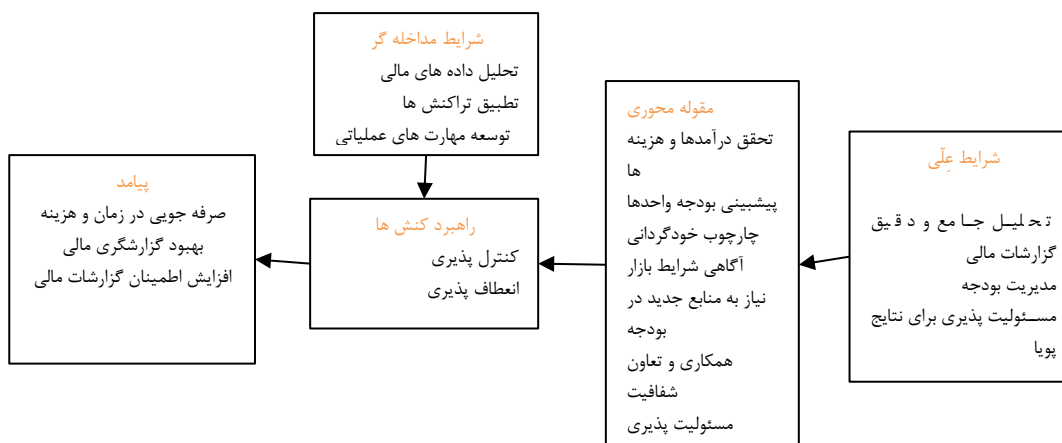 شرایط عِلّی
تحلیل جامع و دقیق
گزارشات مالی
مدیریت بودجه
مسئولیت پذیری برای نتایج
پویا
مقوله محوری
تحقق درآمدها و هزینه
ها
پیشبینی بودجه واحدها
چارچوب خودگردانی
آگاهی شرایط بازار
نیاز به منابع جدید در
بودجه
همکاری و تعاون
شفافیت
مسئولیت پذیری
شرایط مداخله گر
تحلیل داده های مالی
تطبیق تراکنش ها
توسعه مهارت های عملیاتی
راهبرد کنش ها
کنترل پذیری
انعطاف پذیری
پیامد
صرفه جویی در زمان و هزینه
بهبود گزارشگری مالی
افزایش اطمینان گزارشات مالی